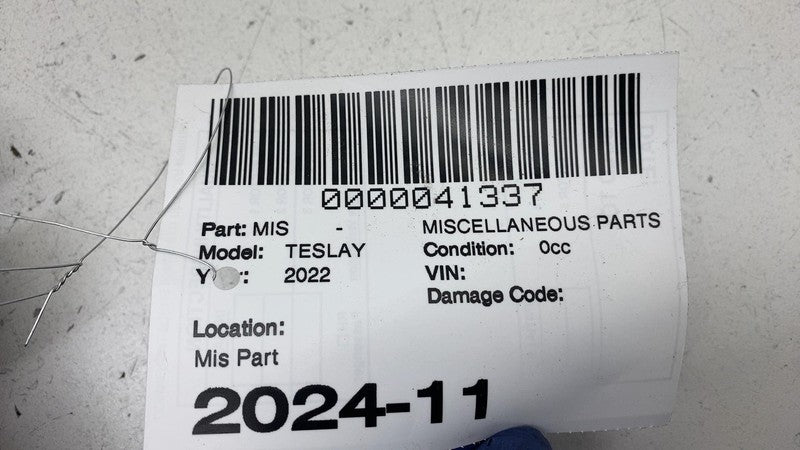 0000041337
Part: MIS - MISCELLANEOUS PARTS
Model: TESLAY Condition: 0cc
2022 VIN:
Damage Code:
Location:
Mis Part
2024-11